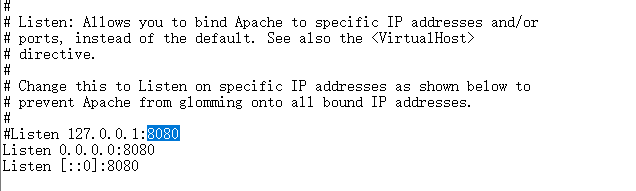 #
# Listen: Allows you to bind Apache to specific IP addresses and/or
# ports, instead of the default. See also the <VirtualHost>
# directive.
#
# Change this to Listen on specific IP addresses as shown below to
# prevent Apache from glomming onto all bound IP addresses.
#
#Listen 127.0.0.1:8080
Listen 0.0.0.0:8080
Listen [::0]:8080